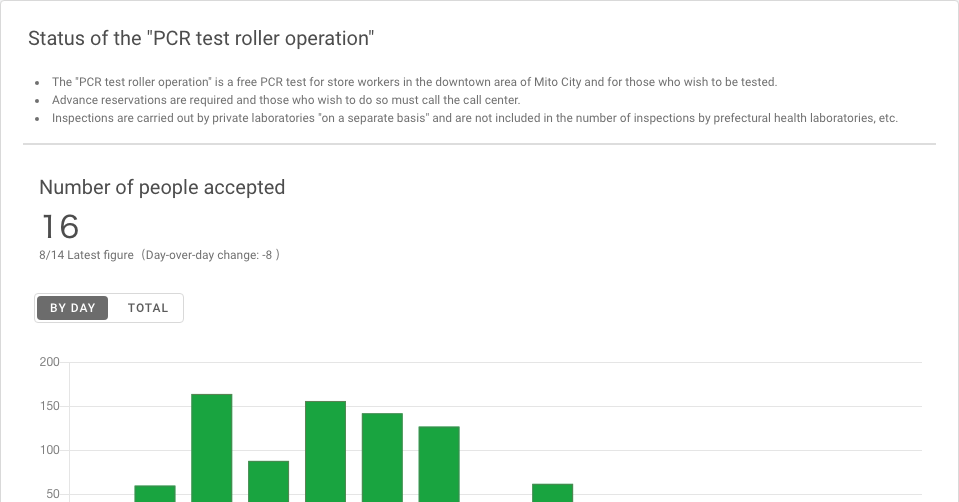 Status of the "PCR test roller operation"
• The "PCR test roller operation" is a free PCR test for store workers in the downtown area of Mito City and for those who wish to be tested.
• Advance reservations are required and those who wish to do so must call the call center.
• Inspections are carried out by private laboratories "on a separate basis" and are not included in the number of inspections by prefectural health laboratories, etc.
Number of people accepted
16
8/14 Latest figure（Day-over-day change: -8 ）
BY DAY TOTAL
200
150
100
50